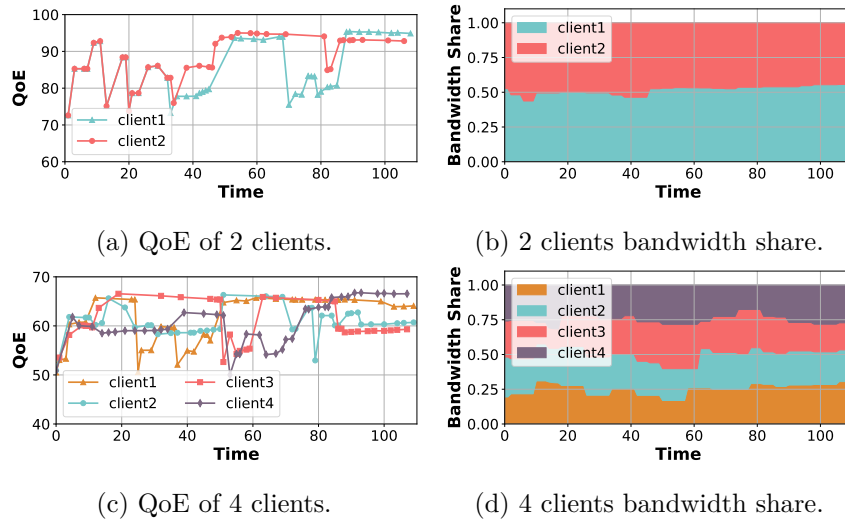 100
90
80
70
60
QoE
client1
client2
0 20 40 60 80 100
Time
(a) QoE of 2 clients.
1.00
0.75
0.50
0.25
0.00
Bandwidth Share
client1
client2
0 20 40 60 80 100
Time
(b) 2 clients bandwidth share.
70
60
50
40
QoE
client1 client3
client2 client4
0 20 40 60 80 100
Time
(c) QoE of 4 clients.
1.00
0.75
0.50
0.25
0.00
Bandwidth Share
client1
client2
client3
client4
0 20 40 60 80 100
Time
(d) 4 clients bandwidth share.